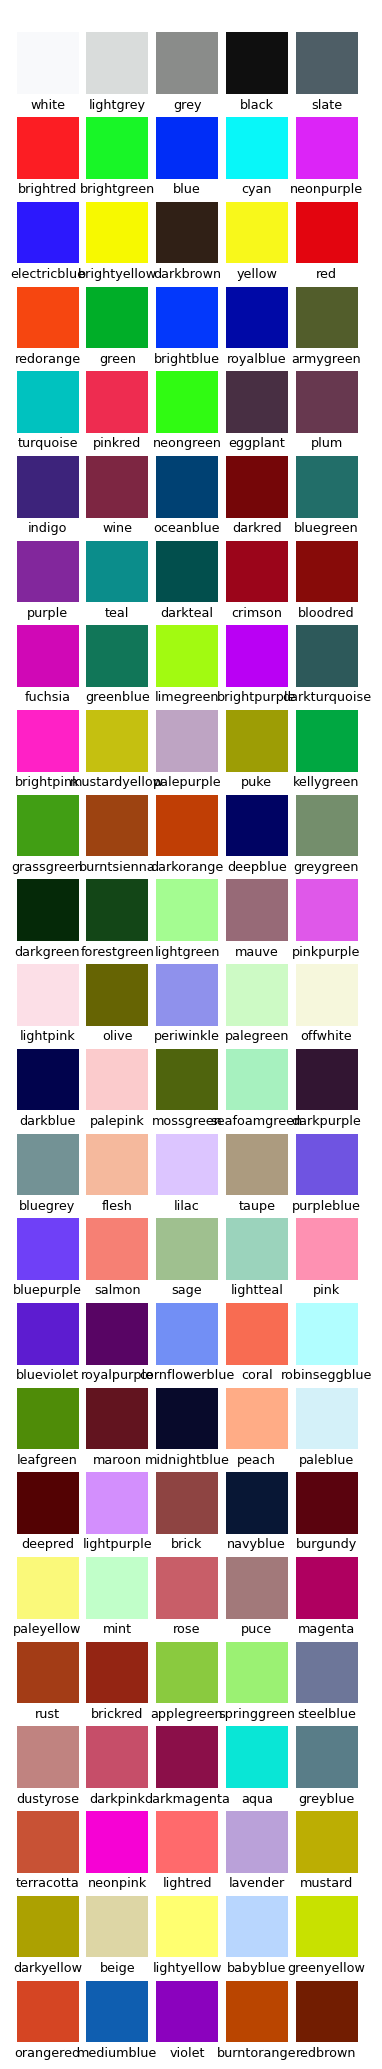 white lightgrey grey black slate
brightred brightgreen blue cyan neonpurple
electricblue brightyellow darkbrown yellow red
redorange green brightblue royalblue armygreen
turquoise pinkred neongreen eggplant plum
indigo wine oceanblue darkred bluegreen
purple teal darkteal crimson bloodred
fuchsia greenblue limegreen brightpurple darkturquoise
brightpink mustardyellow palepurple puke kellygreen
grassgreen burntsienna darkorange deepblue greygreen
darkgreen forestgreen lightgreen mauve pinkpurple
lightpink olive periwinkle palegreen offwhite
darkblue palepink mossgreen seafoamgreen darkpurple
bluegrey flesh lilac taupe purpleblue
bluepurple salmon sage lightteal pink
blueviolet royalpurple cornflowerblue coral robinseggblue
leafgreen maroon midnightblue peach paleblue
deepred lightpurple brick navyblue burgundy
paleyellow mint rose puce magenta
rust brickred applegreen springgreen steelblue
dustyrose darkpink darkmagenta aqua greyblue
terracotta neonpink lightred lavender mustard
darkyellow beige lightyellow babyblue greenyellow
orangered mediumblue violet burntorange redbrown